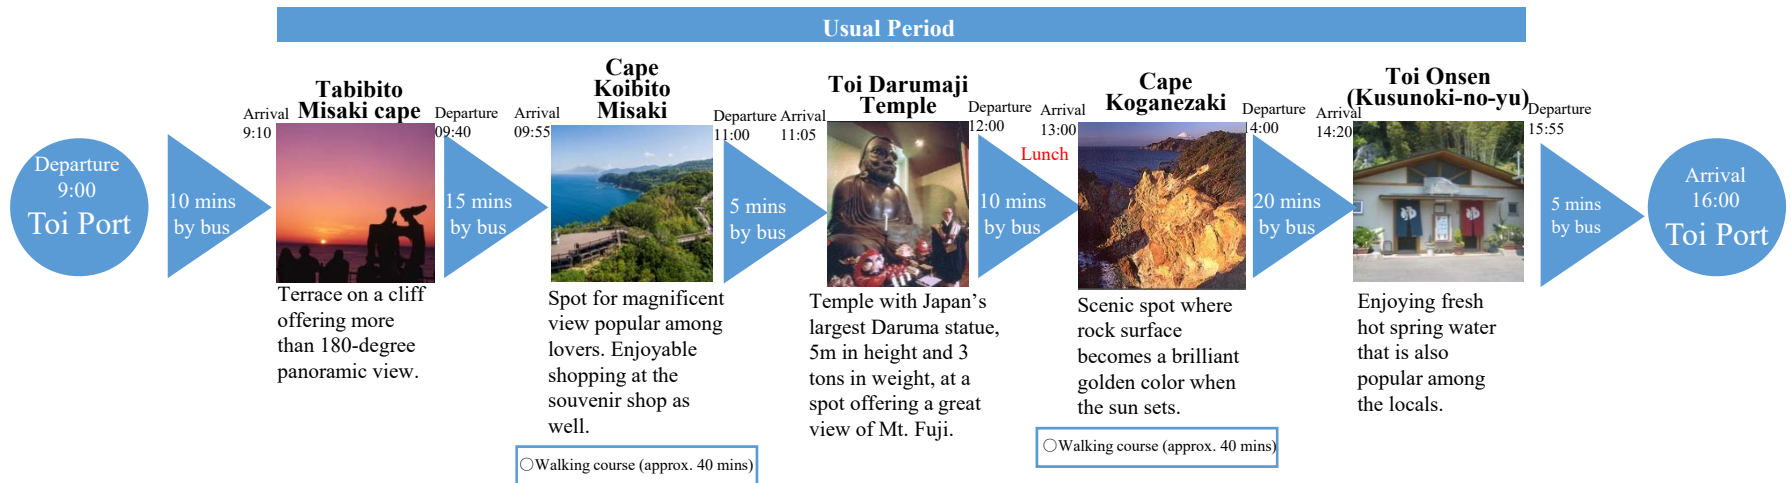 Usual Period
Departure
9:00
Toi Port
10 mins
by bus
Arrival
9:10
Tabibito
Misaki cape
Departure
09:40
Terrace on a cliff
offering more
than 180-degree
panoramic view.
15 mins
by bus
Arrival
09:55
Cape
Koibito
Misaki
Departure
11:00
Spot for magnificent
view popular among
lovers. Enjoyable
shopping at the
souvenir shop as
well.
○Walking course (approx. 40 mins)
5 mins
by bus
Arrival
11:05
Toi Darumaji
Temple
Departure
12:00
Temple with Japan’s
largest Daruma statue,
5m in height and 3
tons in weight, at a
spot offering a great
view of Mt. Fuji.
10 mins
by bus
Lunch
Arrival
13:00
Cape
Koganezaki
Departure
14:00
Scenic spot where
rock surface
becomes a brilliant
golden color when
the sun sets.
○Walking course (approx. 40 mins)
20 mins
by bus
Arrival
14:20
Toi Onsen
(Kusunoki-no-yu)
Departure
15:55
Enjoying fresh
hot spring water
that is also
popular among
the locals.
5 mins
by bus
Arrival
16:00
Toi Port